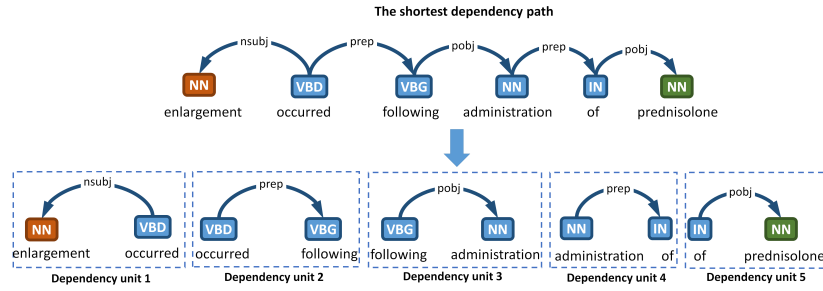 The shortest dependency path
nsubj prep pobj prep pobj
NN VBD VBG NN IN NN
enlargement occurred following administration of prednisolone
nsubj prep pobj prep pobj
NN VBD VBD VBG VBG NN NN IN IN NN
enlargement occurred occurred following following administration administration of of prednisolone
Dependency unit 1 Dependency unit 2 Dependency unit 3 Dependency unit 4 Dependency unit 5